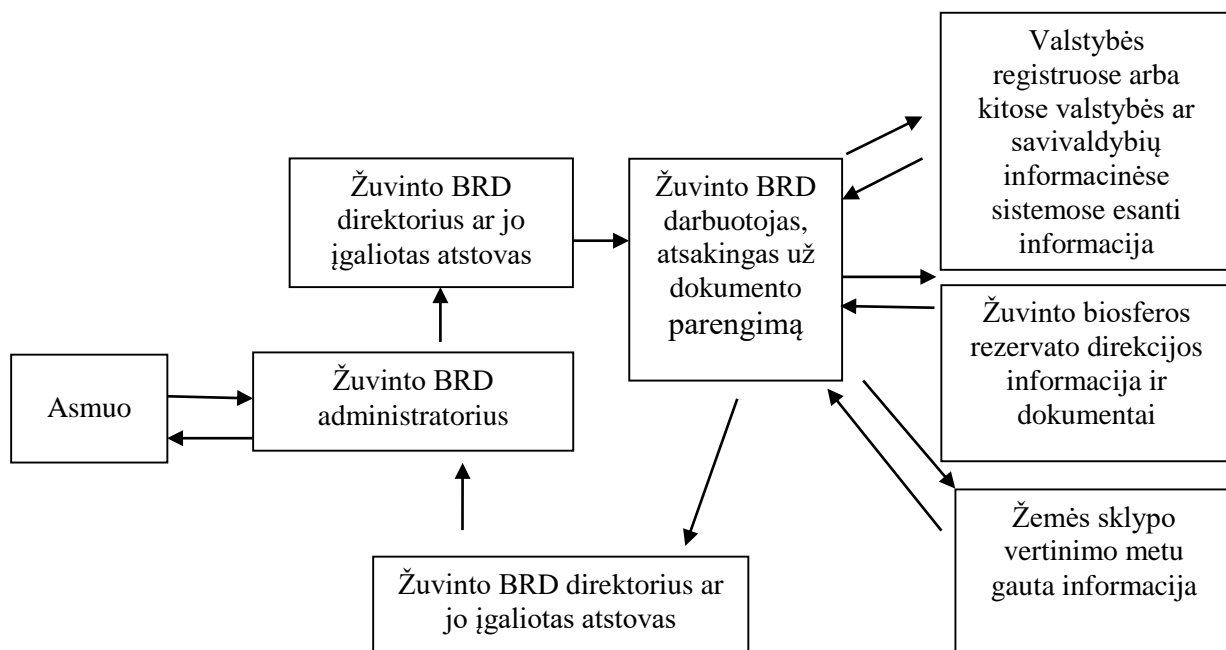 Valstybės
registruose arba
kitose valstybės ar
savivaldybių
informacinėse
sistemose esanti
informacija
Žuvinto BRD
direktorius ar jo
įgaliotas atstovas
Žuvinto BRD
darbuotojas,
atsakingas už
dokumento
parengimą
Žuvinto biosferos
rezervato direkcijos
informacija ir
dokumentai
Asmuo
Žuvinto BRD
administratorius
Žemės sklypo
vertinimo metu
gauta informacija
Žuvinto BRD direktorius ar
jo įgaliotas atstovas